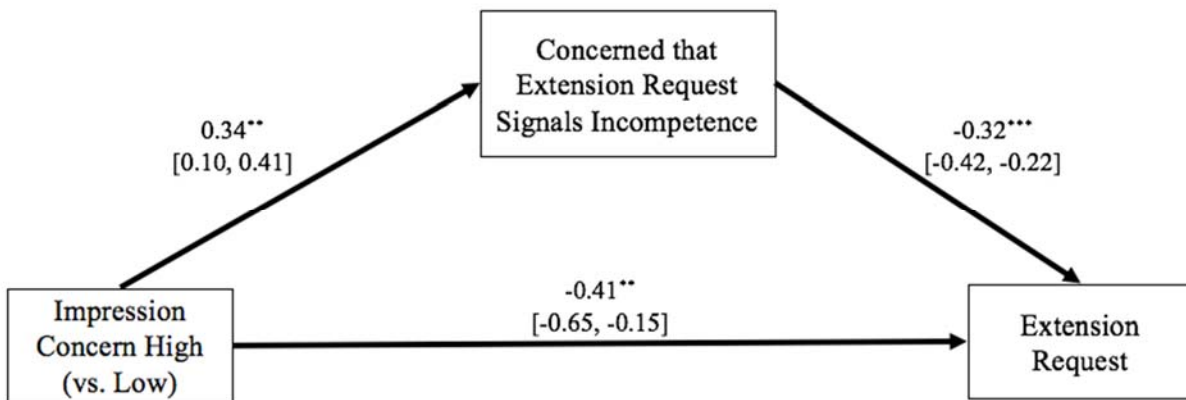 Concerned that
Extension Request
Signals Incompetence
0.34**
[0.10, 0.41]
-0.32***
[-0.42, -0.22]
-0.41**
[-0.65, -0.15]
Impression
Concern High
(vs. Low)
Extension
Request